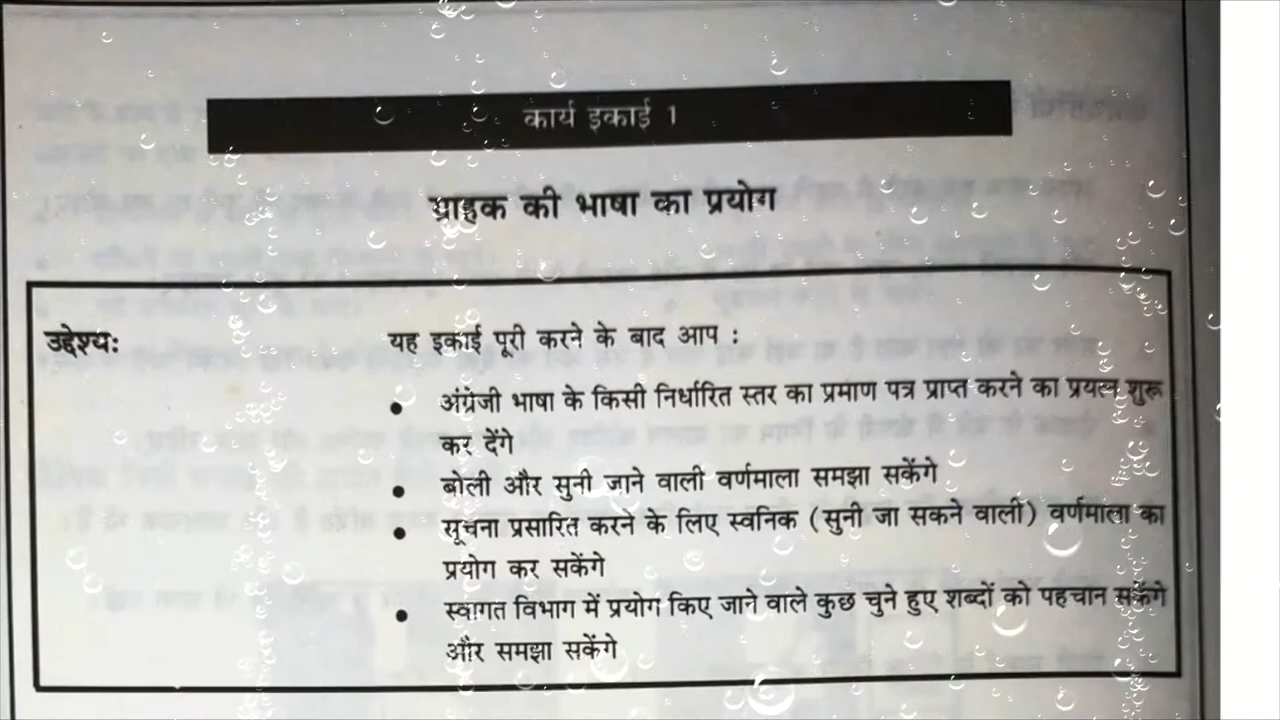 कार्य इकाई 1
ग्राहक की भाषा का प्रयोग
उद्देश्य: यह इकाई पूरी करने के बाद आप :
• अंग्रेजी भाषा के किसी निर्धारित स्तर का प्रमाण पत्र प्राप्त करने का प्रयत्न शुरू
कर देंगे
• बोली और सुनी जाने वाली वर्णमाला समझा सकेंगे
• सूचना प्रसारित करने के लिए स्वनिक (सुनी जा सकने वाली) वर्णमाला का
प्रयोग कर सकेंगे
• स्वागत विभाग में प्रयोग किए जाने वाले कुछ चुने हुए शब्दों को पहचान सकेंगे
और समझा सकेंगे